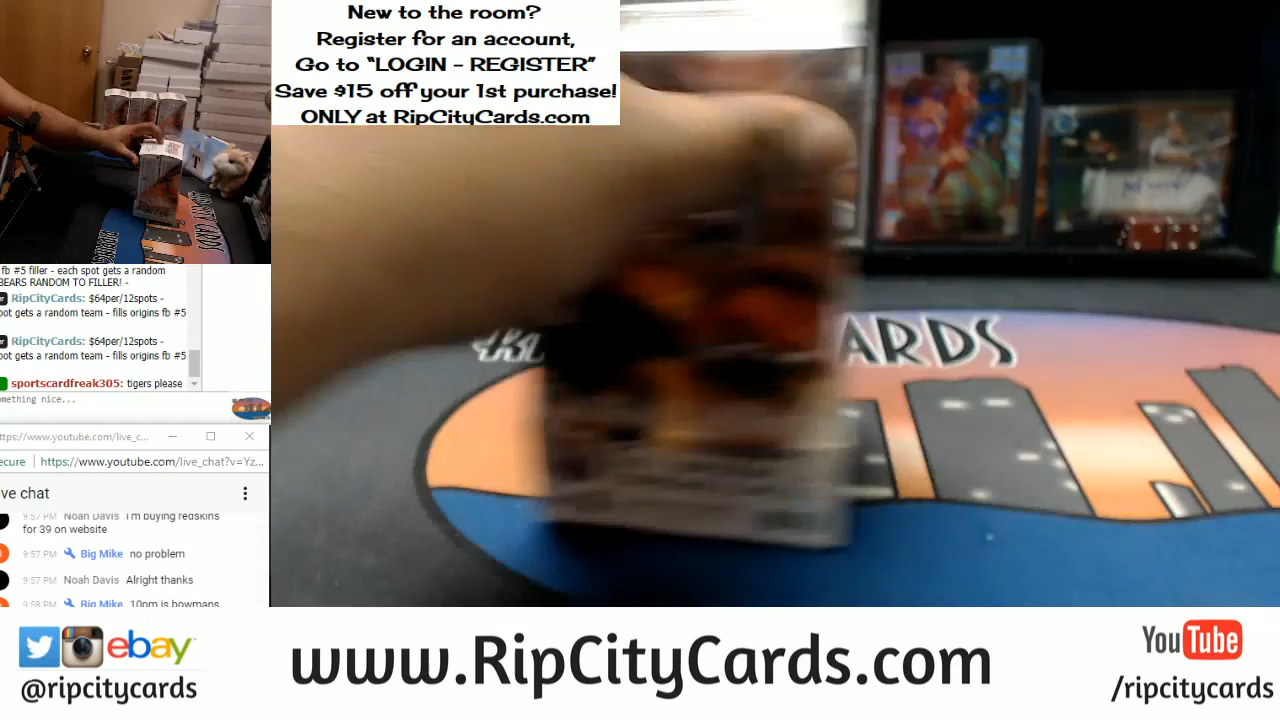 New to the room?
Register for an account,
Go to “LOGIN - REGISTER”
Save $15 off your 1st purchase!
ONLY at RipCityCards.com
fb #5 filler - each spot gets a random
BEARS RANDOM TO FILLER! -
RipCityCards: $64per/12spots -
pot gets a random team - fills origins fb #5
RipCityCards: $64per/12spots -
pot gets a random team - fills origins fb #5
sportscardfreak305: tigers please
omething nice...
ttps://www.youtube.com/live_c...
ecure https://www.youtube.com/live_chat?v=Yz...
ve chat
9:57 PM Noah Davis I'm buying redskins
for 39 on website
9:57 PM Big Mike no problem
9:57 PM Noah Davis Alright thanks
9:58 PM Big Mike 10pm is bowmans
ARDS
ebay
@ripcitycards
www.RipCityCards.com
YouTube
/ripcitycards